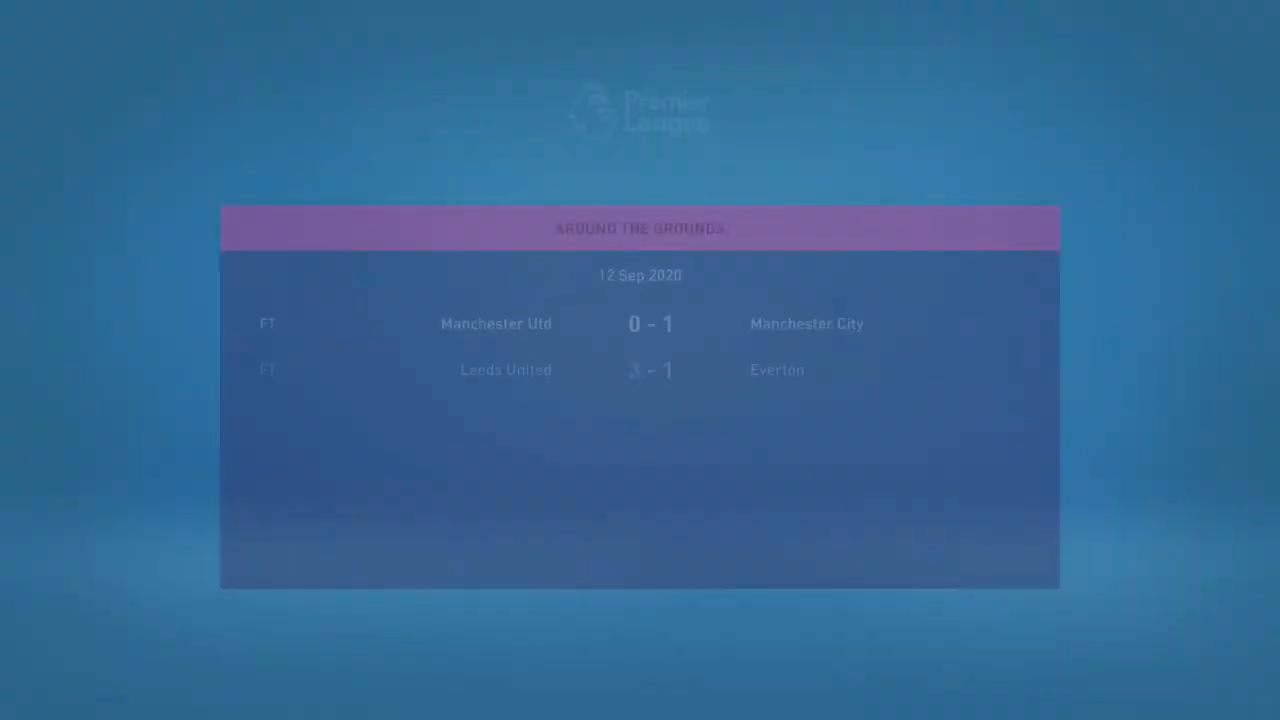 Premier
League
AROUND THE GROUNDS
12 Sep 2020
FT Manchester Utd 0 - 1 Manchester City
FT Leeds United 3 - 1 Everton